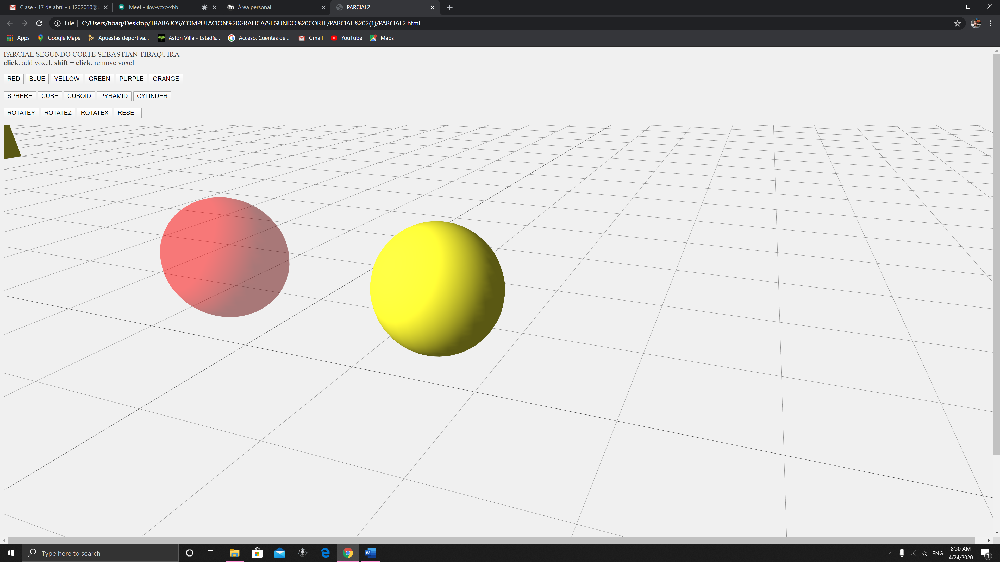 Clase - 17 de abril - u1202060@u
Meet - ikw-ycxc-xbb
Área personal
PARCIAL2
File
C:/Users/tibaq/Desktop/TRABAJOS/COMPUTACION%20GRAFICA/SEGUNDO%20CORTE/PARCIAL%202(1)/PARCIAL2.html
Apps
Google Maps
Apuestas deportiva...
Aston Villa - Estadís...
Acceso: Cuentas de...
Gmail
YouTube
Maps
PARCIAL SEGUNDO CORTE SEBASTIAN TIBAQUIRA
click: add voxel, shift + click: remove voxel
RED BLUE YELLOW GREEN PURPLE ORANGE
SPHERE CUBE CUBOID PYRAMID CYLINDER
ROTATEY ROTATEZ ROTATEX RESET
Type here to search
ENG
8:30 AM
4/24/2020
3